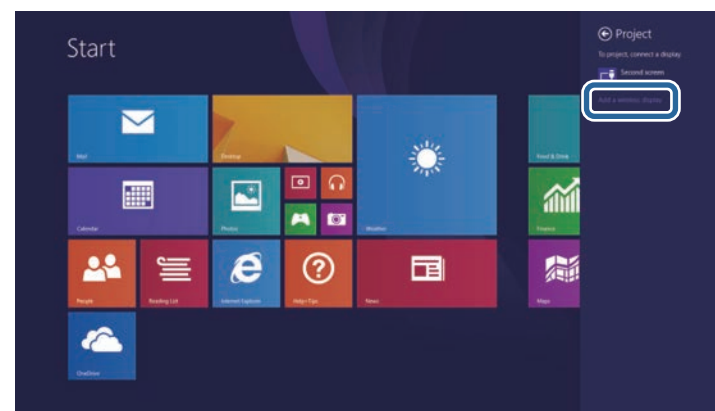 Start
Project
To project, connect a display
Second screen
Add a wireless display
Mail
Desktop
Weather
Food & Drink
Calendar
Photos
Finance
People
Reading List
Internet Explorer
Help+Tips
News
Maps
OneDrive